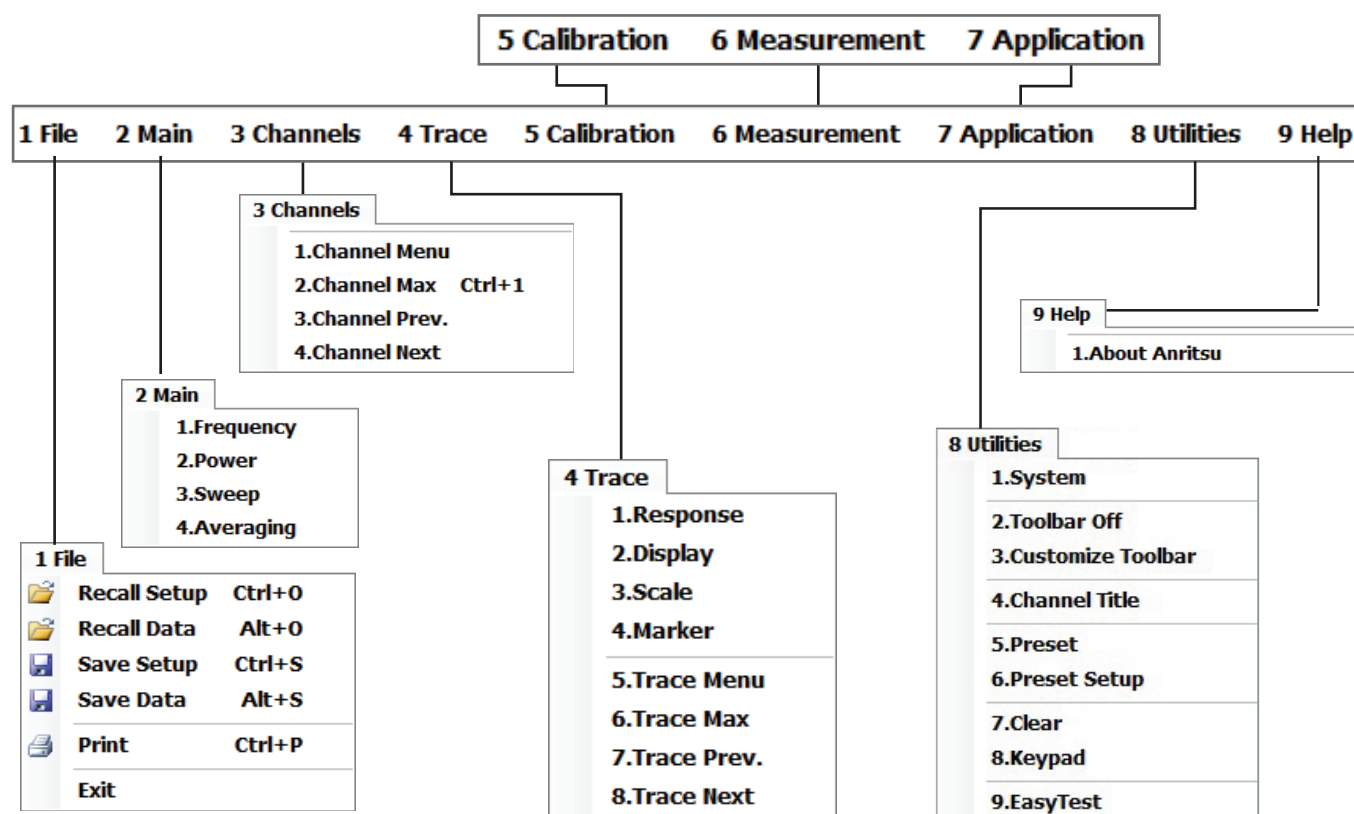 5 Calibration 6 Measurement 7 Application
1 File 2 Main 3 Channels 4 Trace 5 Calibration 6 Measurement 7 Application 8 Utilities 9 Help
3 Channels
1.Channel Menu
2.Channel Max Ctrl+1
3.Channel Prev.
4.Channel Next
9 Help
1.About Anritsu
2 Main
1.Frequency
2.Power
3.Sweep
4.Averaging
1 File
Recall Setup Ctrl+O
Recall Data Alt+O
Save Setup Ctrl+S
Save Data Alt+S
Print Ctrl+P
Exit
4 Trace
1.Response
2.Display
3.Scale
4.Marker
5.Trace Menu
6.Trace Max
7.Trace Prev.
8.Trace Next
8 Utilities
1.System
2.Toolbar Off
3.Customize Toolbar
4.Channel Title
5.Preset
6.Preset Setup
7.Clear
8.Keypad
9.EasyTest